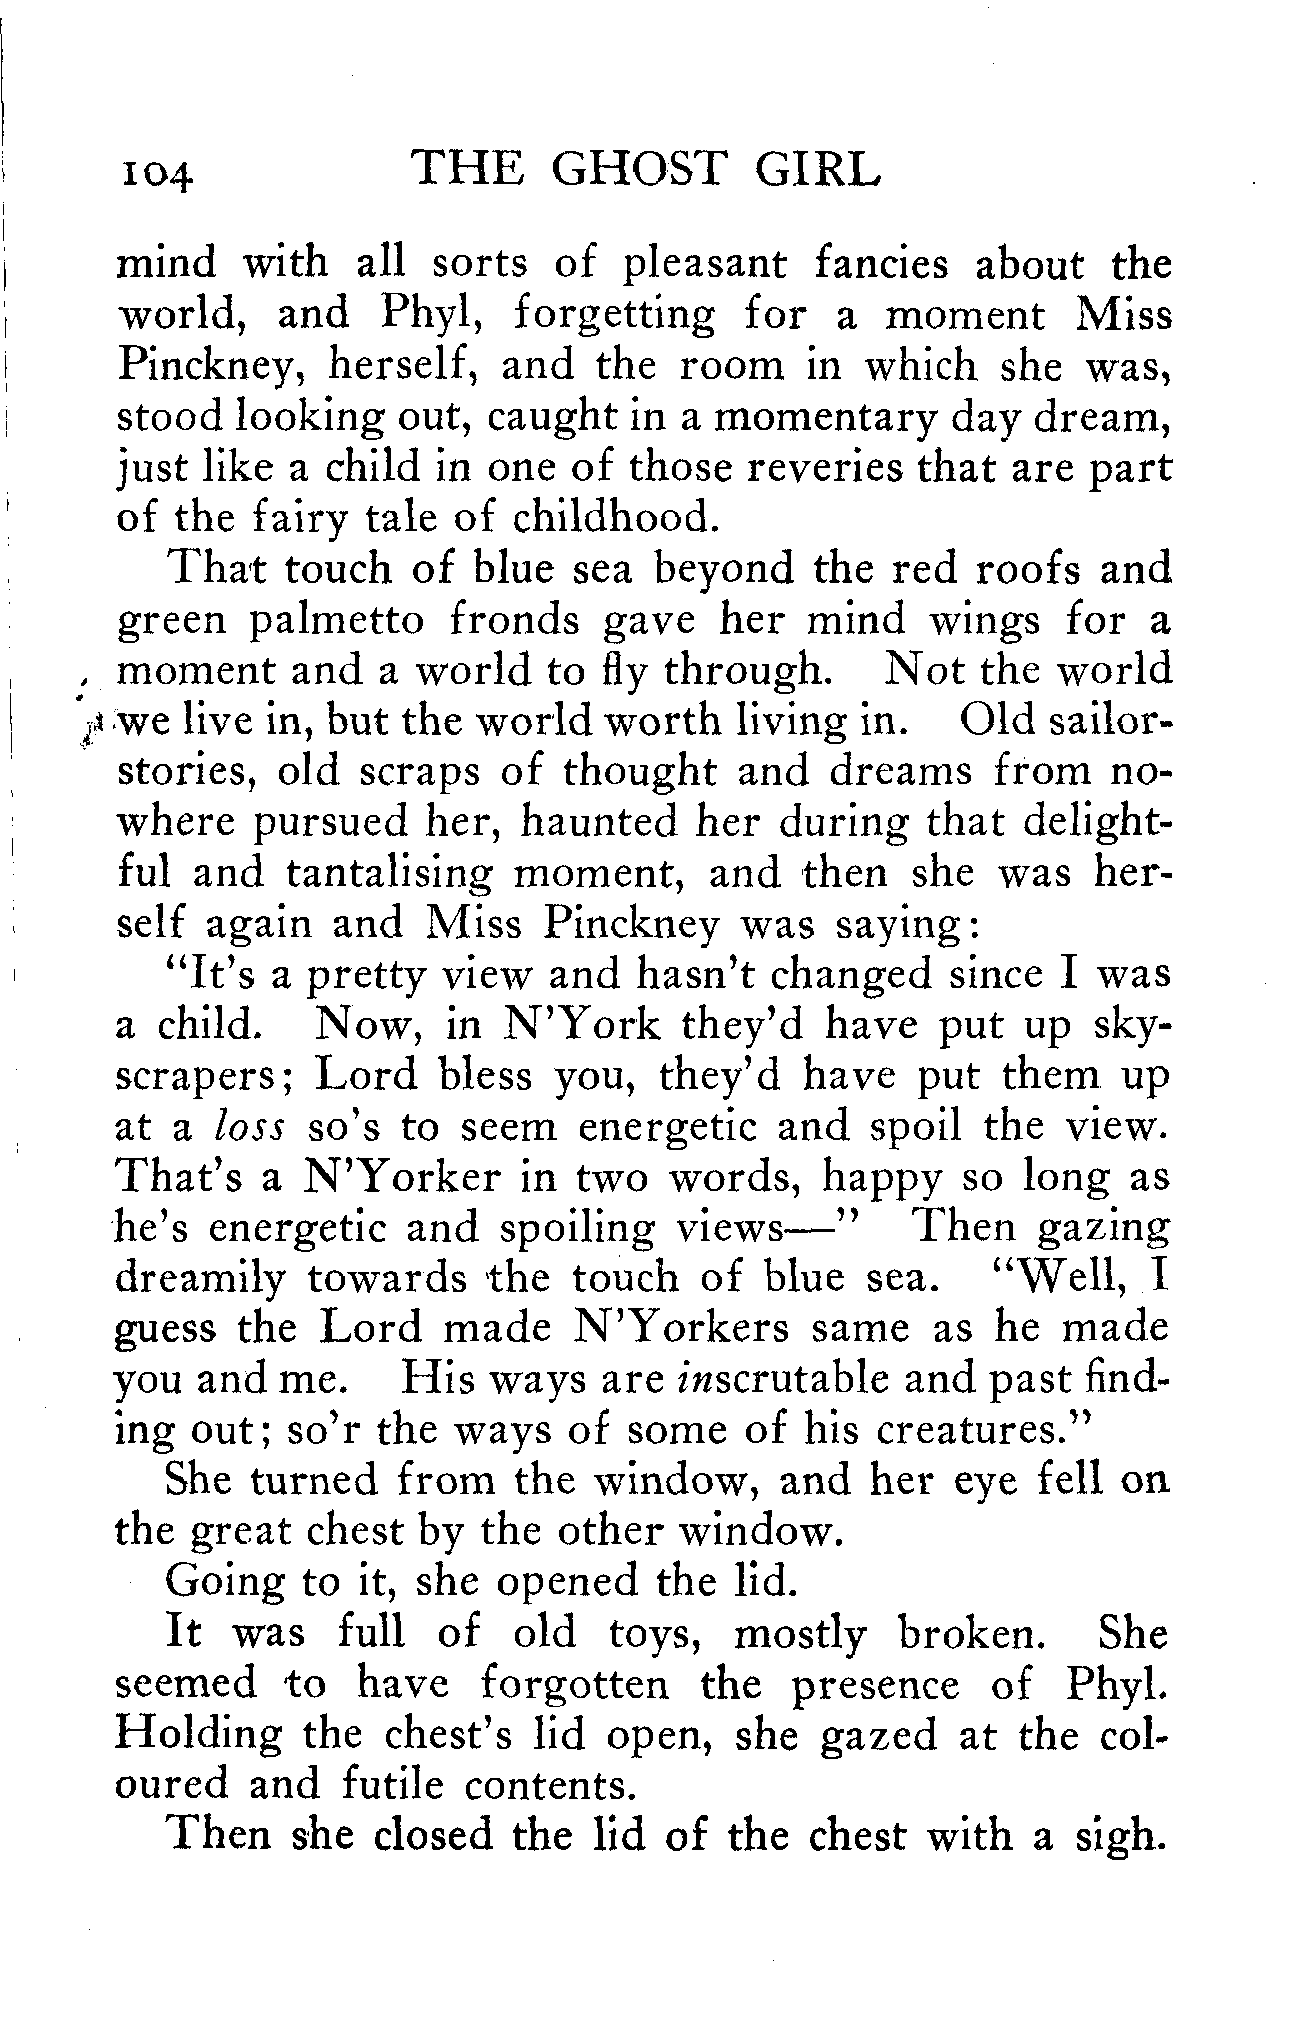 104 THE GHOST GIRL
mind with all sorts of pleasant fancies about the
world, and Phyl, forgetting for a moment Miss
Pinckney, herself, and the room in which she was,
stood looking out, caught in a momentary day dream,
just like a child in one of those reveries that are part
of the fairy tale of childhood.
That touch of blue sea beyond the red roofs and
green palmetto fronds gave her mind wings for a
moment and a world to fly through. Not the world
we live in, but the world worth living in. Old sailor-
stories, old scraps of thought and dreams from no-
where pursued her, haunted her during that delight-
ful and tantalising moment, and then she was her-
self again and Miss Pinckney was saying:
"It's a pretty view and hasn't changed since I was
a child. Now, in N'York they'd have put up sky-
scrapers; Lord bless you, they'd have put them up
at a loss so's to seem energetic and spoil the view.
That's a N'Yorker in two words, happy so long as
he's energetic and spoiling views—" Then gazing
dreamily towards the touch of blue sea. "Well, I
guess the Lord made N'Yorkers same as he made
you and me. His ways are inscrutable and past find-
ing out; so'r the ways of some of his creatures."
She turned from the window, and her eye fell on
the great chest by the other window.
Going to it, she opened the lid.
It was full of old toys, mostly broken. She
seemed to have forgotten the presence of Phyl.
Holding the chest's lid open, she gazed at the col-
oured and futile contents.
Then she closed the lid of the chest with a sigh.